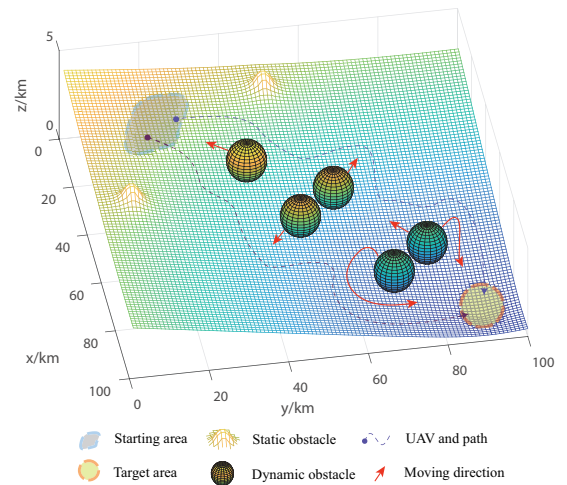 5
z/km
0
0
20
40
60
80
100
x/km
0
20
40
60
80
100
y/km
Starting area
Static obstacle
UAV and path
Target area
Dynamic obstacle
Moving direction